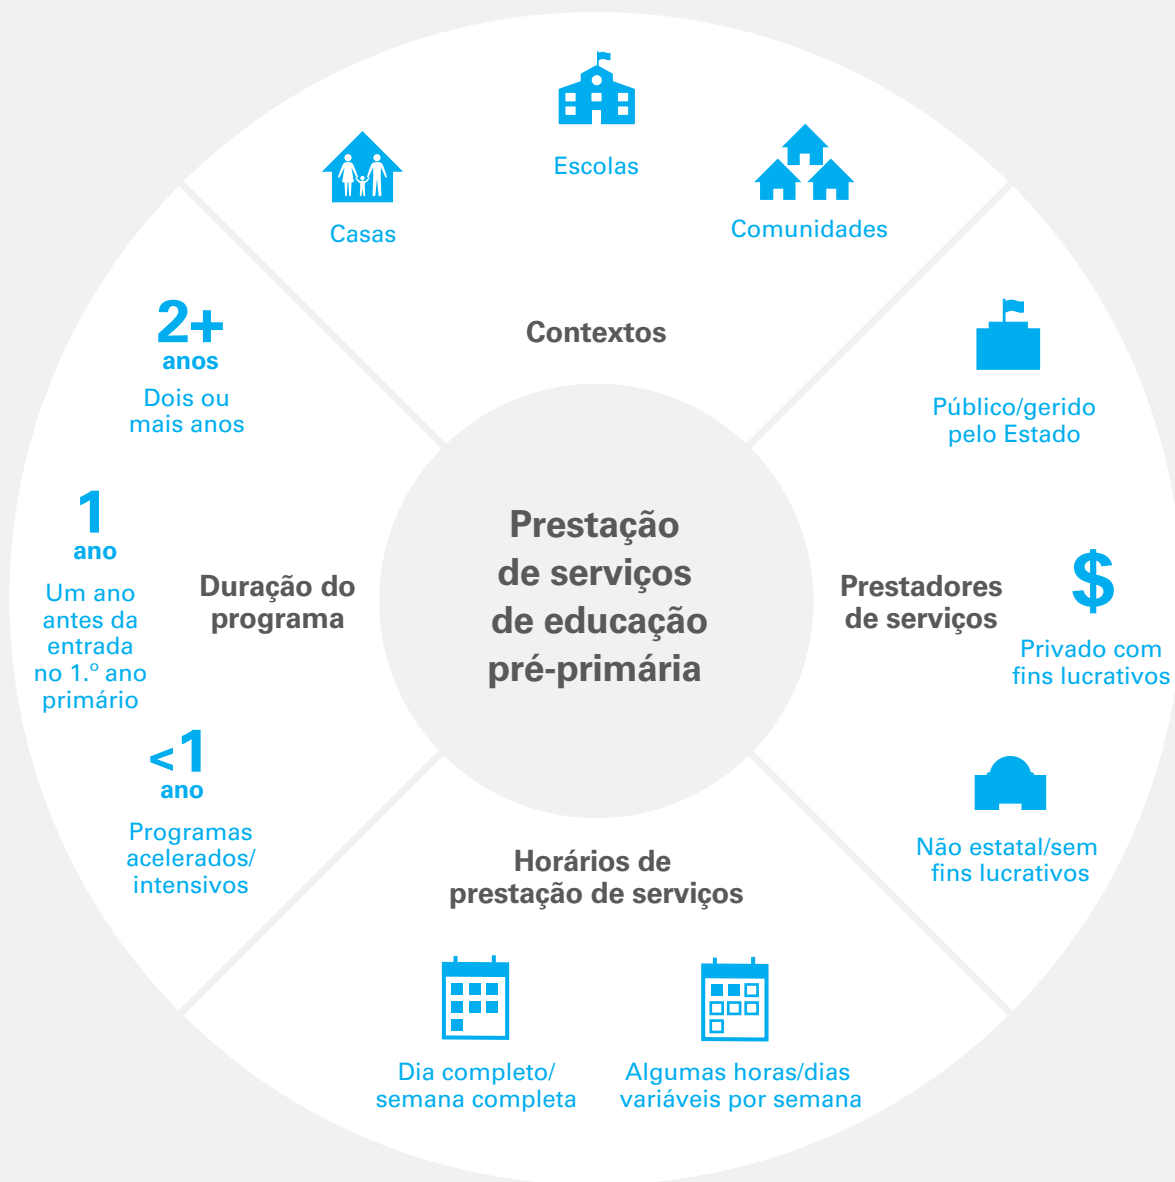 Escolas
Casas
Comunidades
Contextos
2+
anos
Dois ou
mais anos
1
ano
Um ano
antes da
entrada
no 1.º ano
primário
<1
ano
Programas
acelerados/
intensivos
Duração do
programa
Prestação
de serviços
de educação
pré-primária
Prestadores
de serviços
Público/gerido
pelo Estado
$
Privado com
fins lucrativos
Não estatal/sem
fins lucrativos
Horários de
prestação de serviços
Dia completo/
semana completa
Algumas horas/dias
variáveis por semana